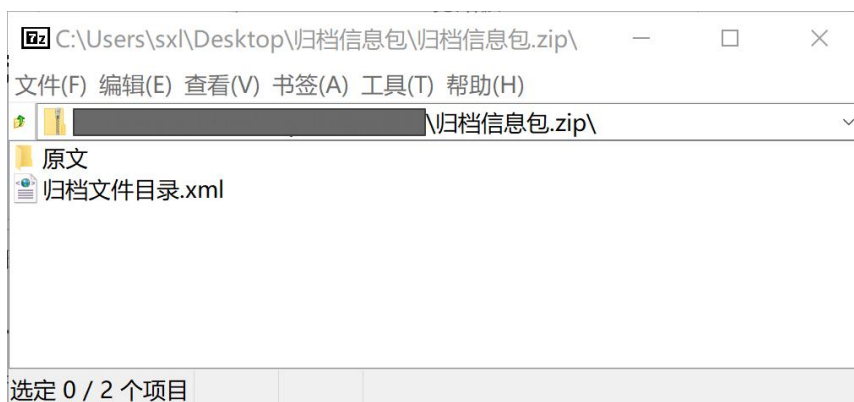 7z C:\Users\sxl\Desktop\归档信息包\归档信息包.zip\
文件(F) 编辑(E) 查看(V) 书签(A) 工具(T) 帮助(H)
\归档信息包.zip\
原文
归档文件目录.xml
选定 0 / 2 个项目